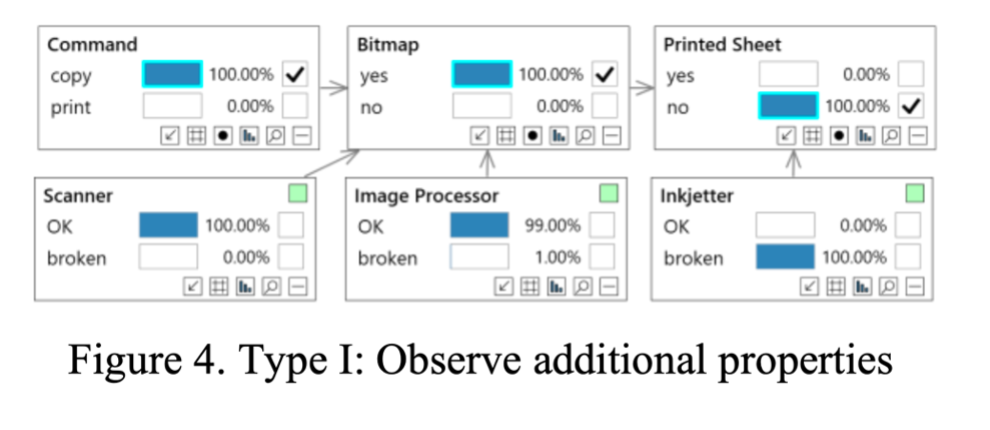 Command
copy 100.00%
print 0.00%
Bitmap
yes 100.00%
no 0.00%
Printed Sheet
yes 0.00%
no 100.00%
Scanner
OK 100.00%
broken 0.00%
Image Processor
OK 99.00%
broken 1.00%
Inkjetter
OK 0.00%
broken 100.00%
Figure 4. Type I: Observe additional properties